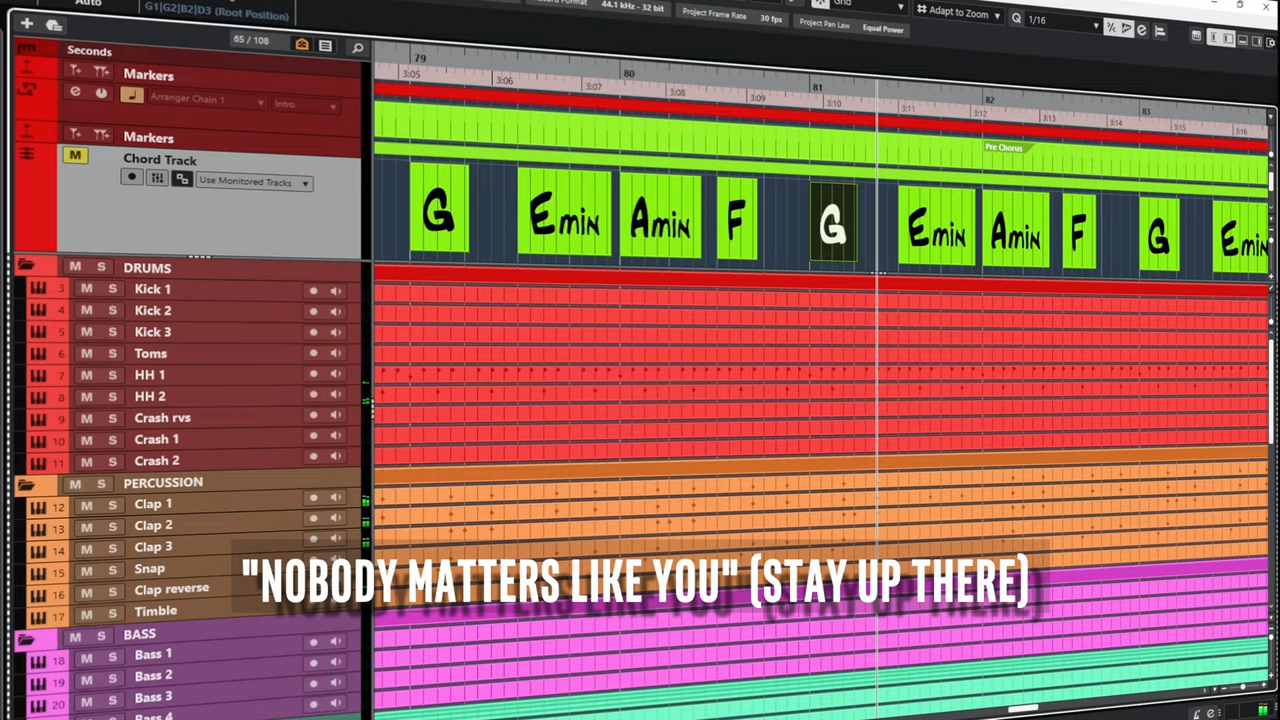 Auto
G1|G2|B2|D3 (Root Position)
44.1 kHz - 32 bit
Project Frame Rate 30 fps
Project Pan Law Equal Power
Grid
Adapt to Zoom
Q 1/16
65 / 108
Seconds
79 80 81 82 83
3:05 3:06 3:07 3:08 3:09 3:10 3:11 3:12 3:13 3:14 3:15 3:16
Markers
Arranger Chain 1 Intro
Markers
Pre Chorus
M Chord Track
Use Monitored Tracks
G Emin Amin F G Emin Amin F G Emin
M S DRUMS
3 M S Kick 1
4 M S Kick 2
5 M S Kick 3
6 M S Toms
7 M S HH 1
8 M S HH 2
9 M S Crash rvs
10 M S Crash 1
11 M S Crash 2
M S PERCUSSION
12 M S Clap 1
13 M S Clap 2
14 M S Clap 3
15 M S Snap
16 M S Clap reverse
17 M S Timble
"NOBODY MATTERS LIKE YOU" (STAY UP THERE)
M S BASS
18 M S Bass 1
19 M S Bass 2
20 M S Bass 3
Bass 4